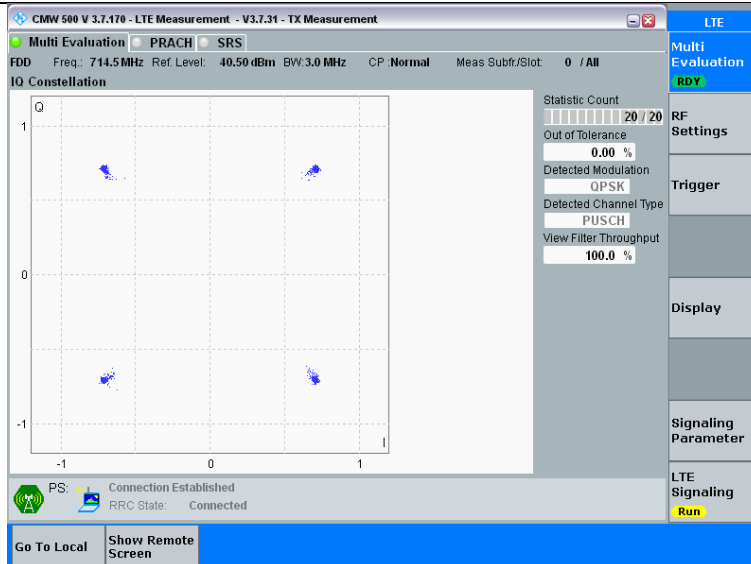 CMW 500 V 3.7.170 - LTE Measurement - V3.7.31 - TX Measurement
LTE
Multi Evaluation PRACH SRS
Multi
Evaluation
RDY
FDD Freq.: 714.5 MHz Ref. Level: 40.50 dBm BW: 3.0 MHz CP :Normal Meas Subfr./Slot: 0 / All
IQ Constellation
Q
1
0
-1
I
-1 0 1
Statistic Count
20 / 20
Out of Tolerance
0.00 %
Detected Modulation
QPSK
Detected Channel Type
PUSCH
View Filter Throughput
100.0 %
RF
Settings
Trigger
Display
Signaling
Parameter
LTE
Signaling
Run
PS: Connection Established
RRC State: Connected
Go To Local
Show Remote
Screen